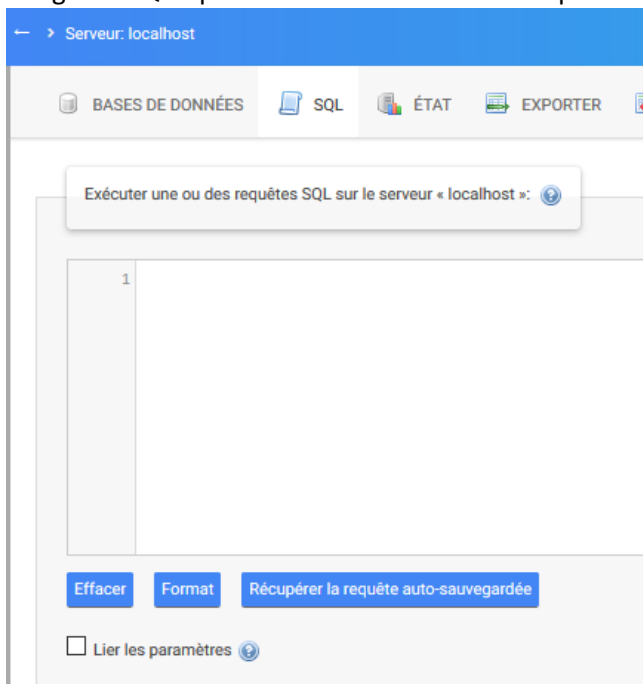 ← > Serveur: localhost
BASES DE DONNÉES SQL ÉTAT EXPORTER
Exécuter une ou des requêtes SQL sur le serveur « localhost »:
1
Effacer Format Récupérer la requête auto-sauvegardée
Lier les paramètres